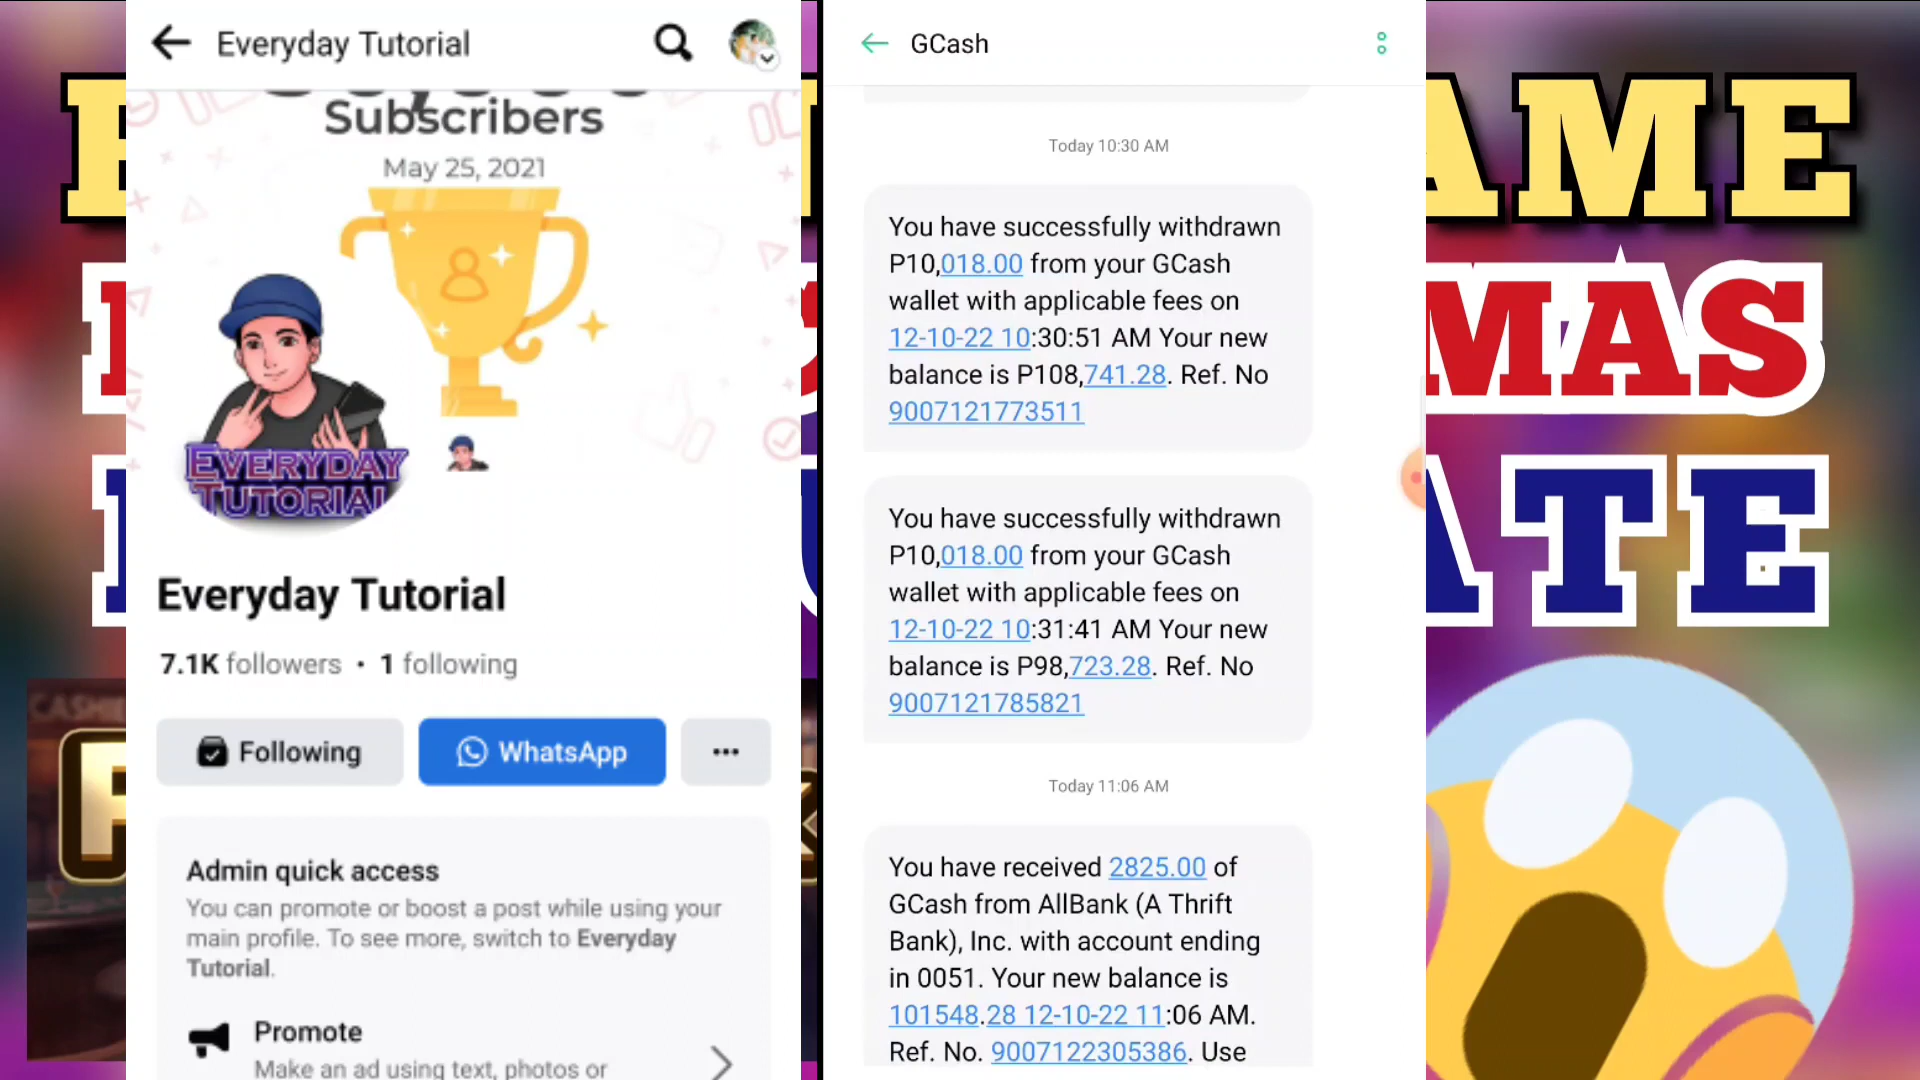 Everyday Tutorial
Subscribers
May 25, 2021
EVERYDAY
TUTORIAL
Everyday Tutorial
7.1K followers • 1 following
Following
WhatsApp
Admin quick access
You can promote or boost a post while using your
main profile. To see more, switch to Everyday
Tutorial.
Promote
Make an ad using text, photos or
GCash
Today 10:30 AM
You have successfully withdrawn
P10,018.00 from your GCash
wallet with applicable fees on
12-10-22 10:30:51 AM Your new
balance is P108,741.28. Ref. No
9007121773511
You have successfully withdrawn
P10,018.00 from your GCash
wallet with applicable fees on
12-10-22 10:31:41 AM Your new
balance is P98,723.28. Ref. No
9007121785821
Today 11:06 AM
You have received 2825.00 of
GCash from AllBank (A Thrift
Bank), Inc. with account ending
in 0051. Your new balance is
101548.28 12-10-22 11:06 AM.
Ref. No. 9007122305386. Use
AME
MAS
ATE